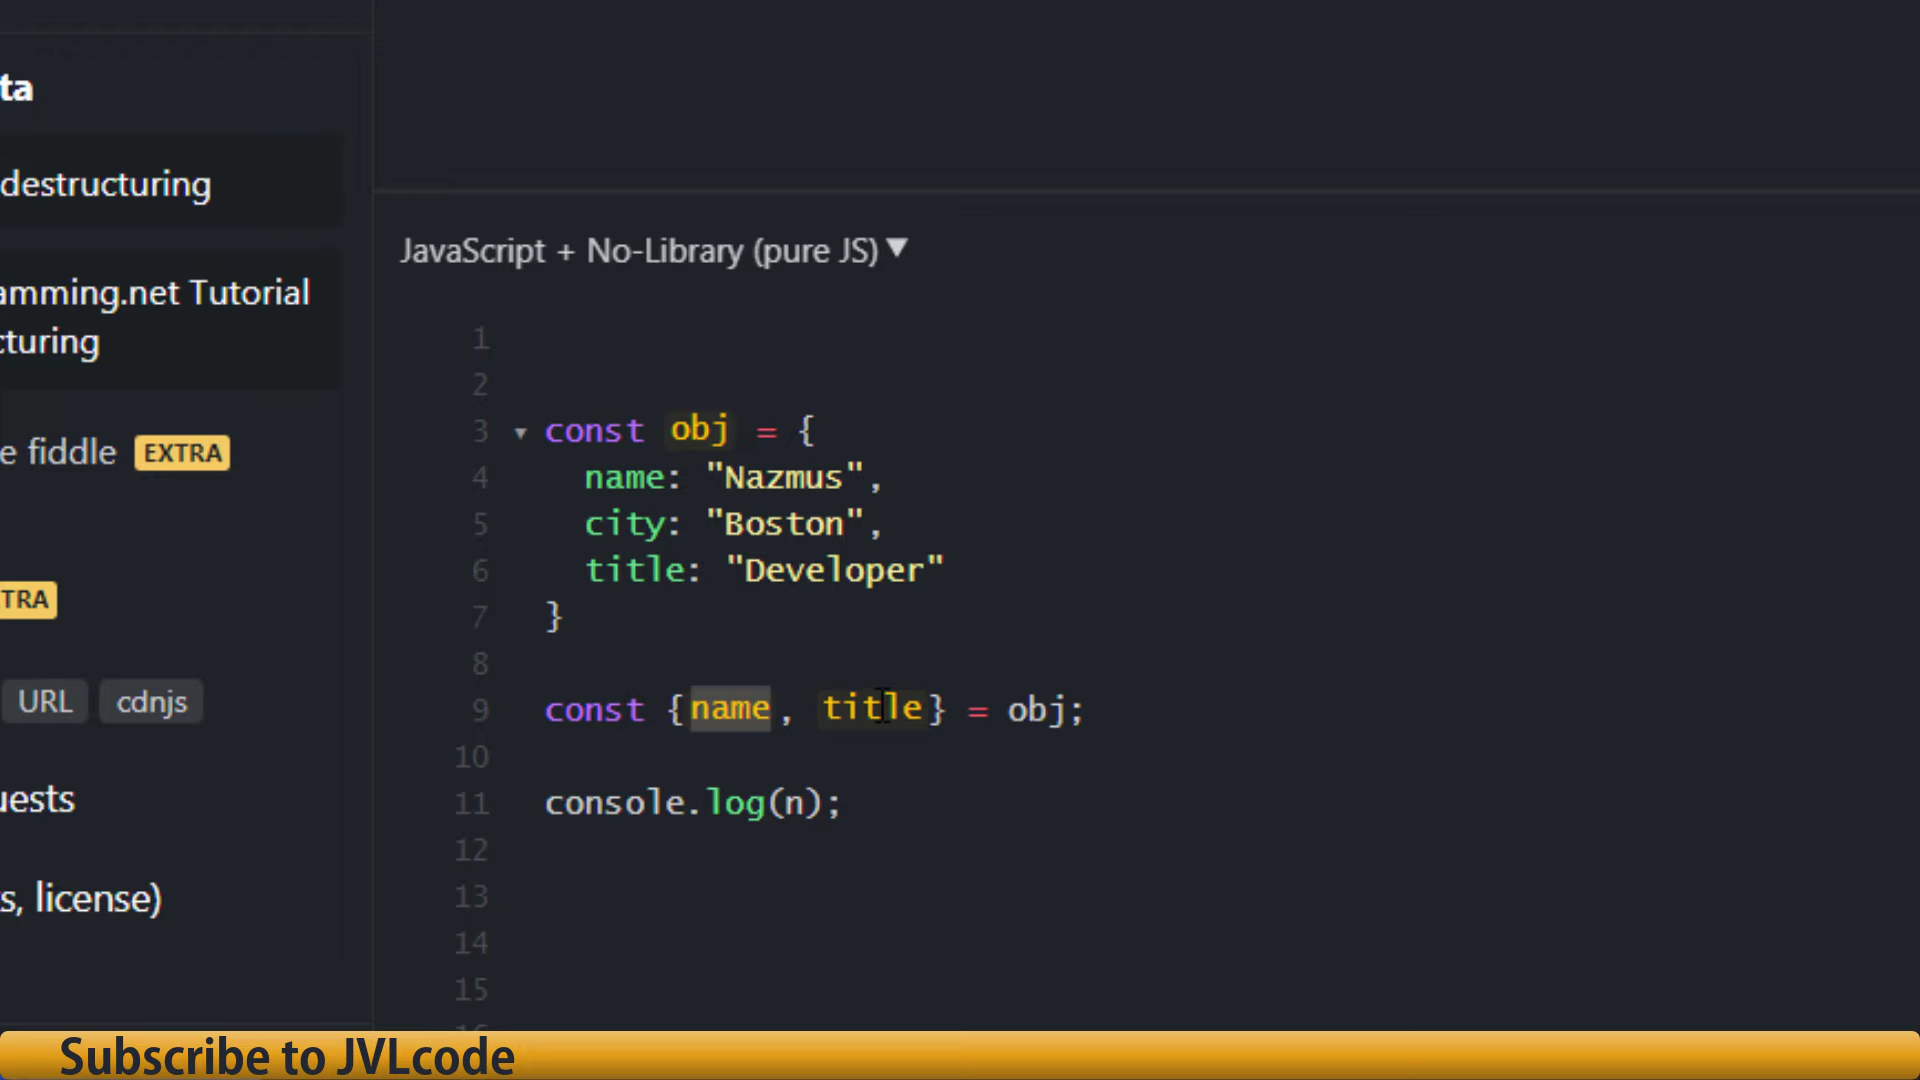 ta
destructuring
amming.net Tutorial
cturing
e fiddle EXTRA
TRA
URL cdnjs
uests
s, license)
JavaScript + No-Library (pure JS) ▼
1
2
3 ▾ const obj = {
4 name: "Nazmus",
5 city: "Boston",
6 title: "Developer"
7 }
8
9 const {name, title} = obj;
10
11 console.log(n);
12
13
14
15
Subscribe to JVLcode